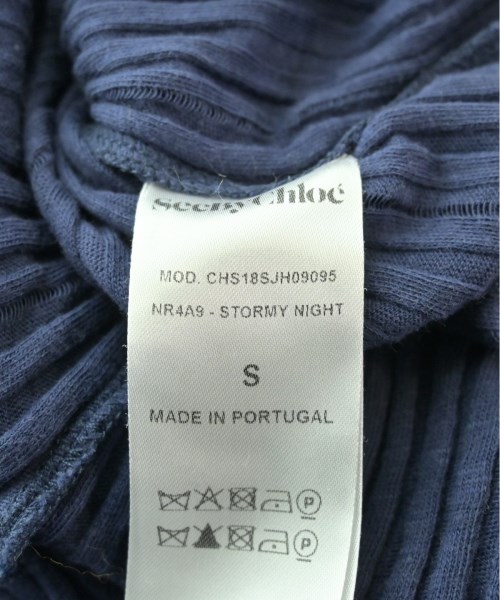 See by Chloé
MOD. CHS18SJH09095
NR4A9 - STORMY NIGHT
S
MADE IN PORTUGAL
P
P